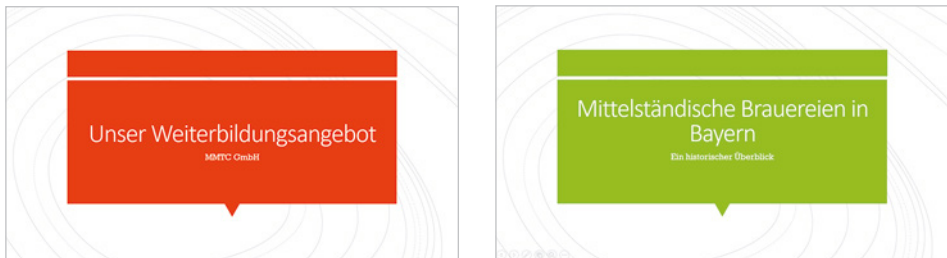 Unser Weiterbildungsangebot
MMTC GmbH
Mittelständische Brauereien in
Bayern
Ein historischer Überblick